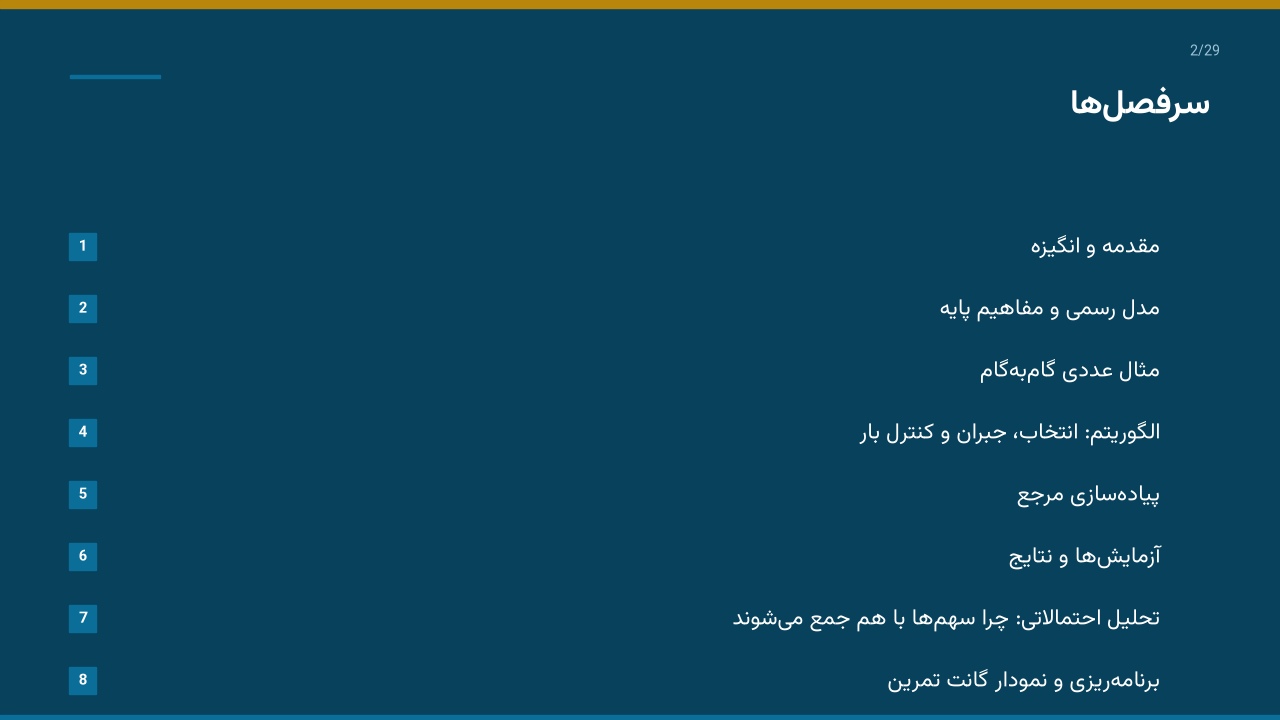 2/29
سرفصل‌ها
1 مقدمه و انگیزه
2 مدل رسمی و مفاهیم پایه
3 مثال عددی گام‌به‌گام
4 الگوریتم: انتخاب، جبران و کنترل بار
5 پیاده‌سازی مرجع
6 آزمایش‌ها و نتایج
7 تحلیل احتمالاتی: چرا سهم‌ها با هم جمع می‌شوند
8 برنامه‌ریزی و نمودار گانت تمرین